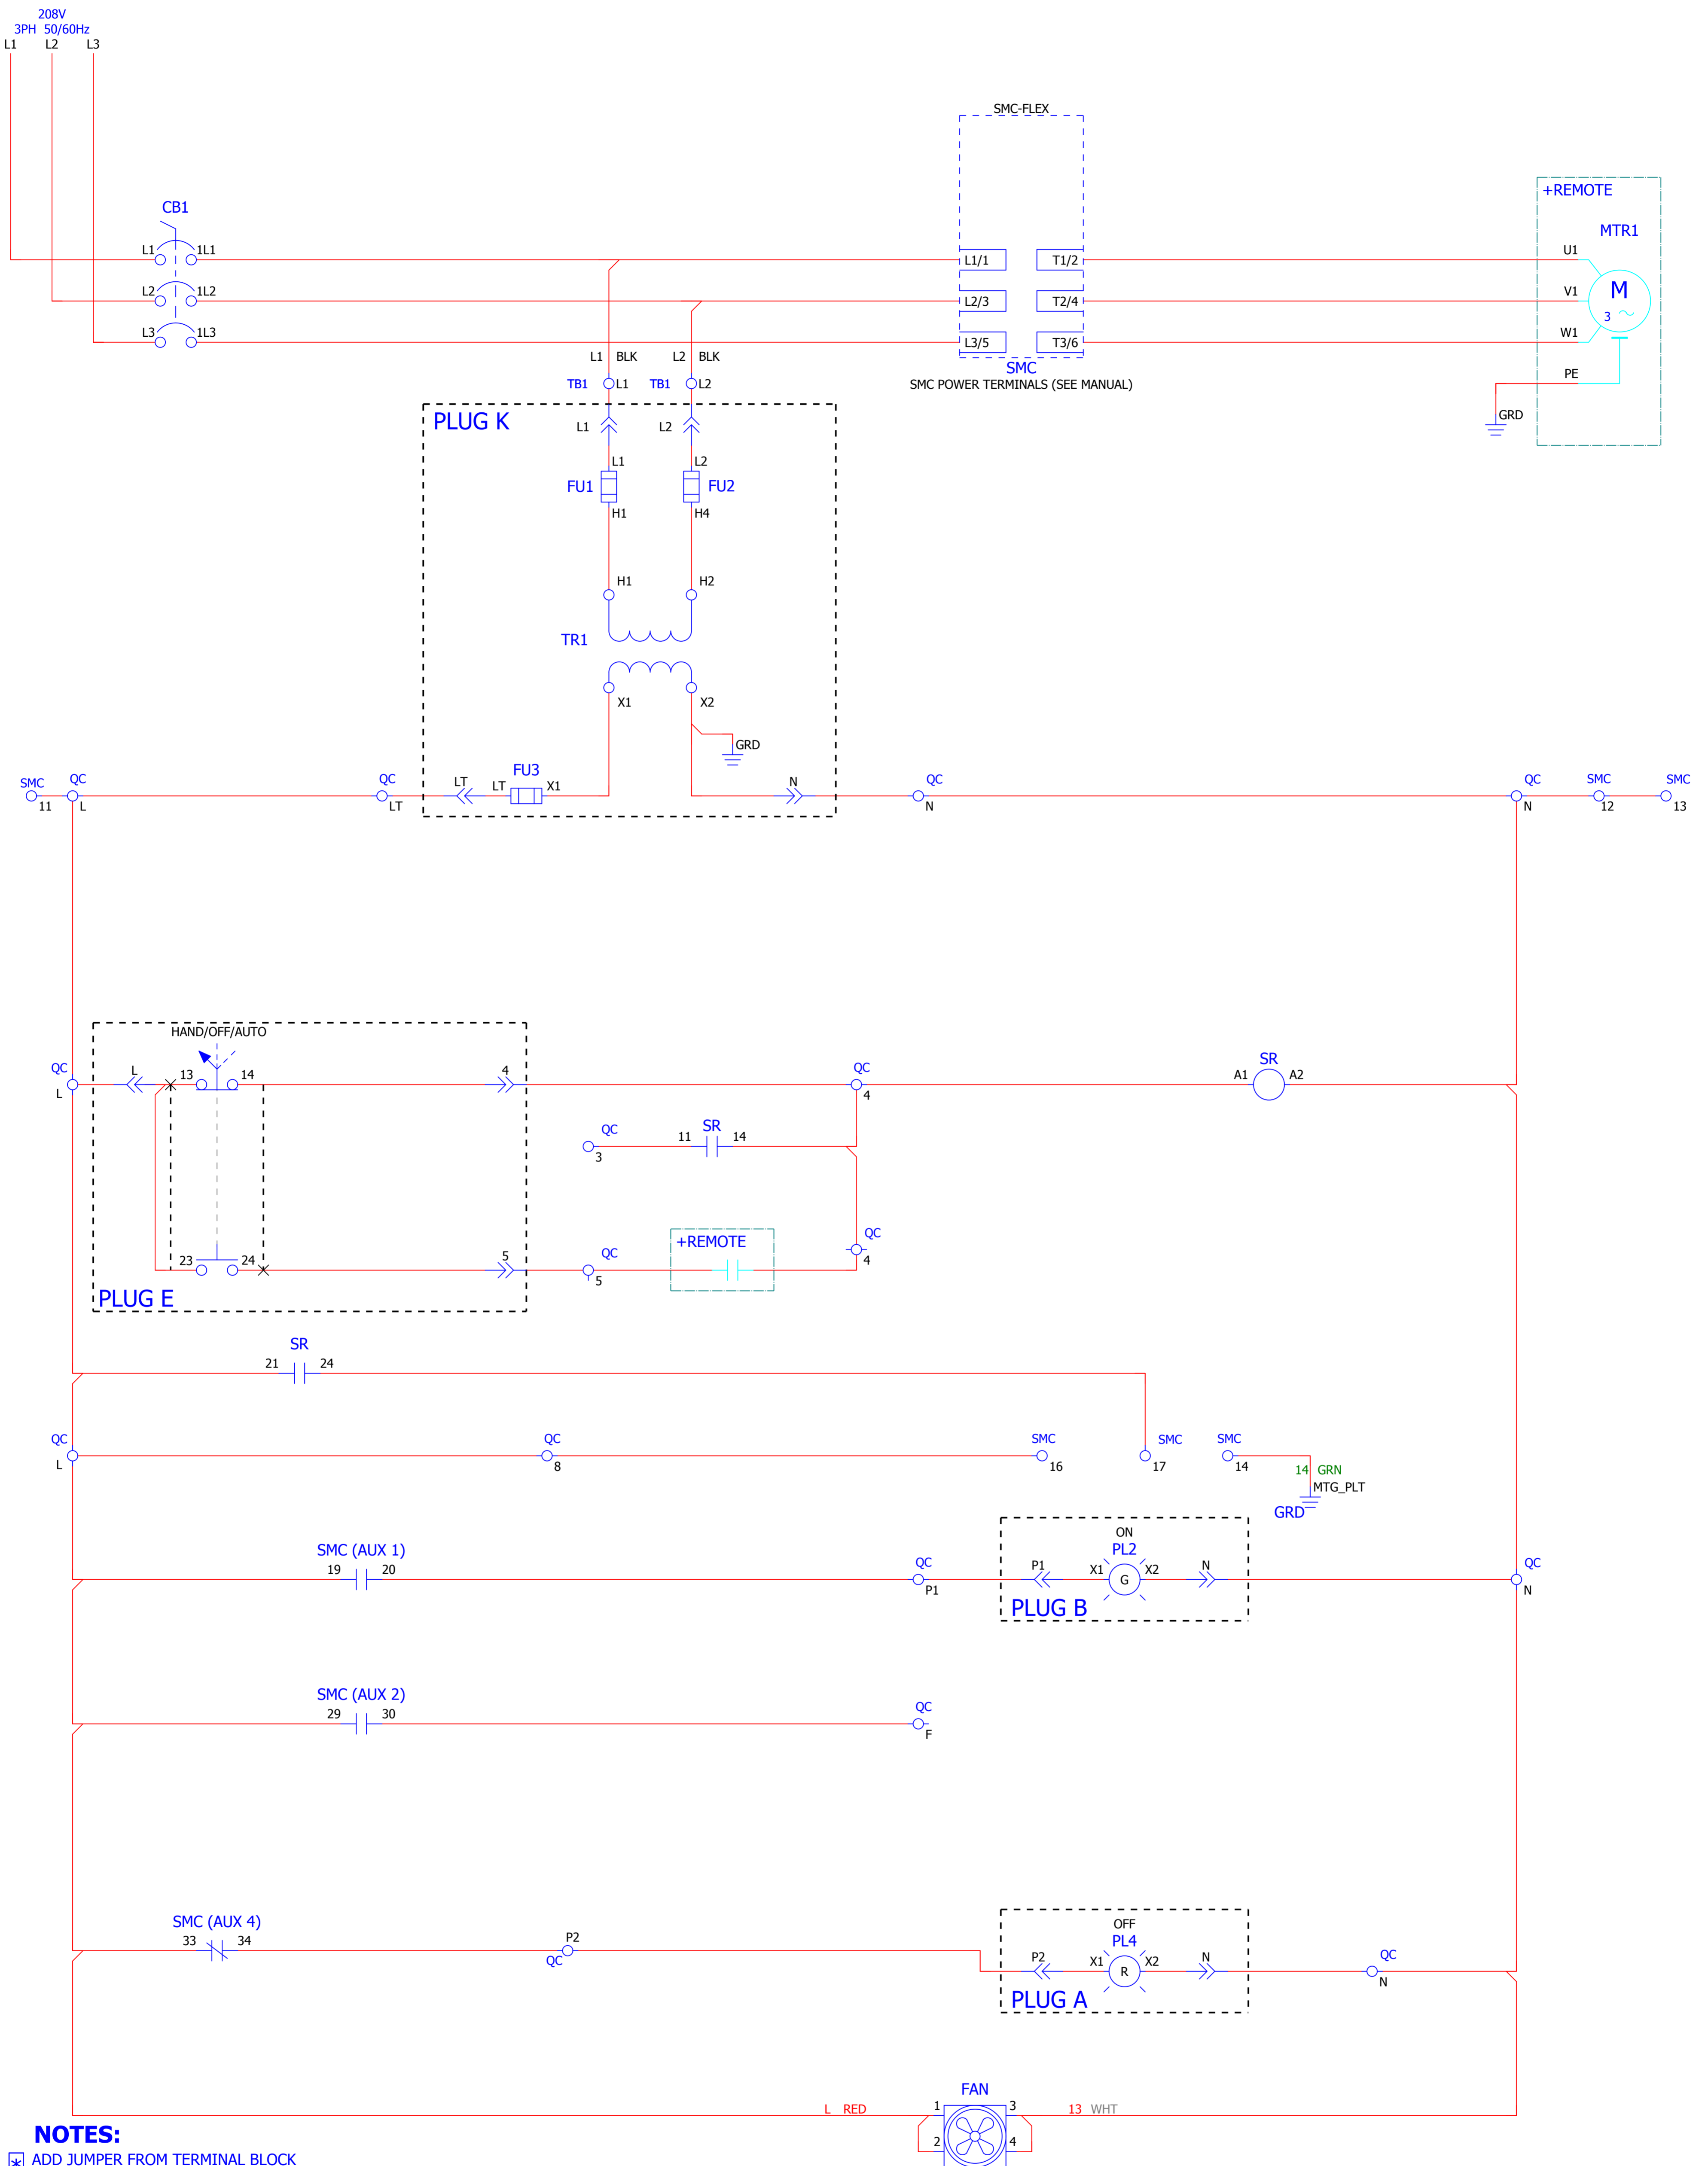 208V
3PH 50/60Hz
L1 L2 L3
SMC-FLEX
+REMOTE
CB1
MTR1
L1 1L1 L1/1 T1/2 U1
L2 1L2 L2/3 T2/4 V1 M
3
L3 1L3 L3/5 T3/6 W1
L1 BLK L2 BLK
SMC
TB1 L1 TB1 L2
SMC POWER TERMINALS (SEE MANUAL)
PE
GRD
PLUG K
L1 L2
L1 L2
FU1 FU2
H1 H4
H1 H2
TR1
X1 X2
GRD
FU3
SMC QC QC LT LT X1 N QC QC SMC SMC
11 L LT N N 12 13
HAND/OFF/AUTO
QC L 13 14 4 QC SR
A1 A2
L 4
QC SR
11 14
3
+REMOTE QC
23 24 5 QC 4
5
PLUG E
SR
21 24
QC QC SMC SMC SMC
L 8 16 17 14
14 GRN
MTG_PLT
GRD
ON
SMC (AUX 1) PL2
19 20 QC P1 X1 G X2 N QC
P1 N
PLUG B
SMC (AUX 2)
29 30 QC
F
SMC (AUX 4) OFF
33 34 P2 PL4
QC P2 X1 R X2 N QC
N
PLUG A
FAN
L RED 1 3 13 WHT
2 4
NOTES:
* ADD JUMPER FROM TERMINAL BLOCK